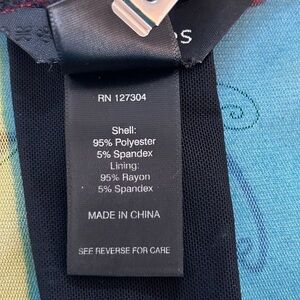 RN 127304
Shell:
95% Polyester
5% Spandex
Lining:
95% Rayon
5% Spandex
MADE IN CHINA
SEE REVERSE FOR CARE